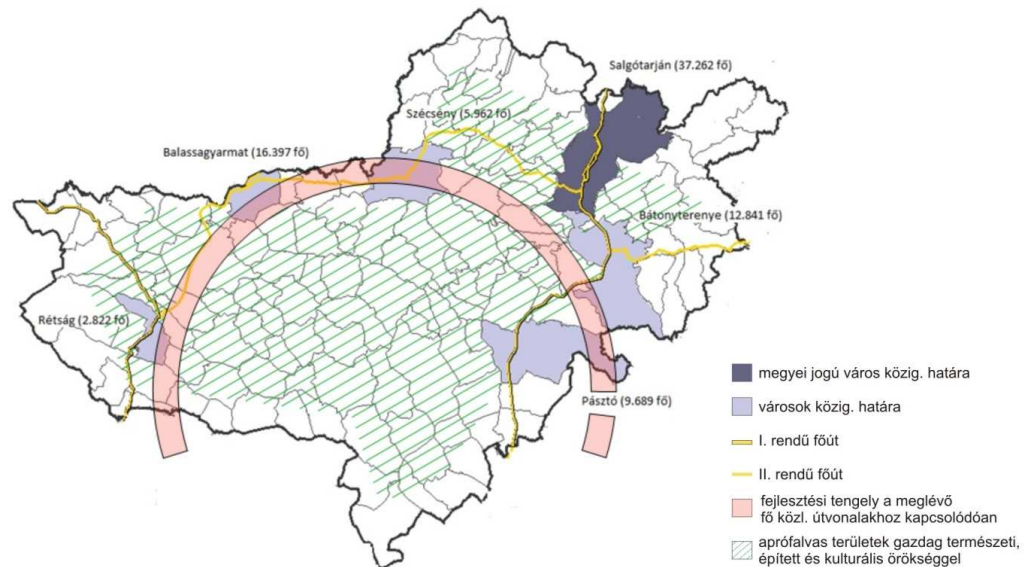 Salgótarján (37.262 fő)
Szécsény (5.962 fő)
Balassagyarmat (16.397 fő)
Bátonyterenye (12.841 fő)
Rétság (2.822 fő)
Pásztó (9.689 fő)
megyei jogú város közig. határa
városok közig. határa
I. rendű főút
II. rendű főút
fejlesztési tengely a meglévő
fő közl. útvonalakhoz kapcsolódóan
aprófalvas területek gazdag természeti,
épített és kulturális örökséggel